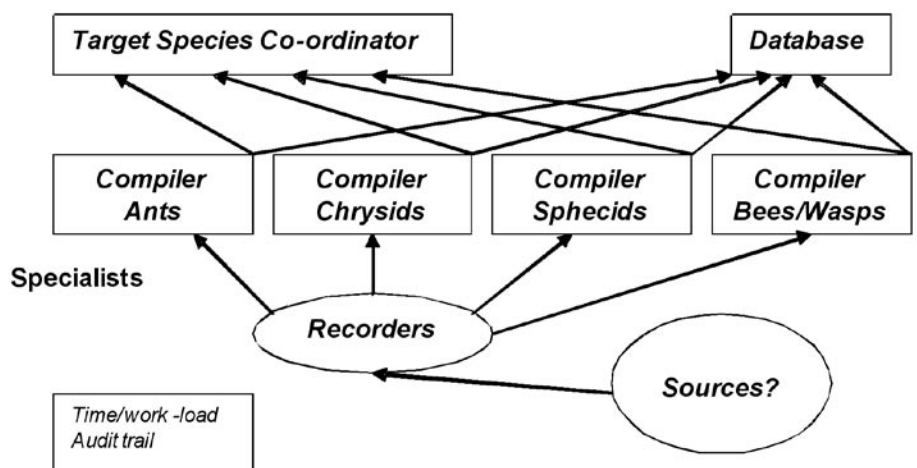 Target Species Co-ordinator
Database
Compiler
Ants
Compiler
Chrysids
Compiler
Sphecids
Compiler
Bees/Wasps
Specialists
Recorders
Sources?
Time/work -load
Audit trail